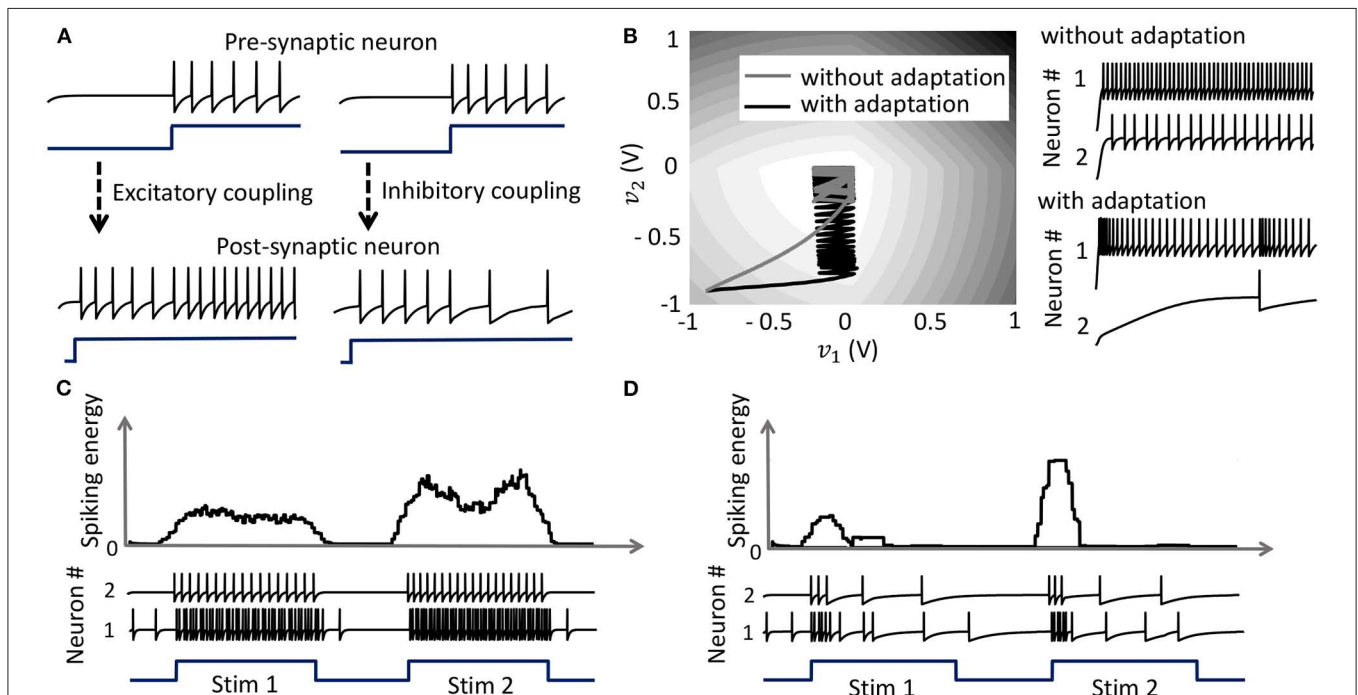 A
Pre-synaptic neuron
Excitatory coupling
Inhibitory coupling
Post-synaptic neuron
B
without adaptation
with adaptation
1
0.5
0
- 0.5
-1
v₂ (V)
-1
- 0.5
0
0.5
1
v₁ (V)
without adaptation
Neuron #
1
2
with adaptation
Neuron #
1
2
C
Spiking energy
0
Neuron #
2
1
Stim 1
Stim 2
D
Spiking energy
0
Neuron #
2
1
Stim 1
Stim 2